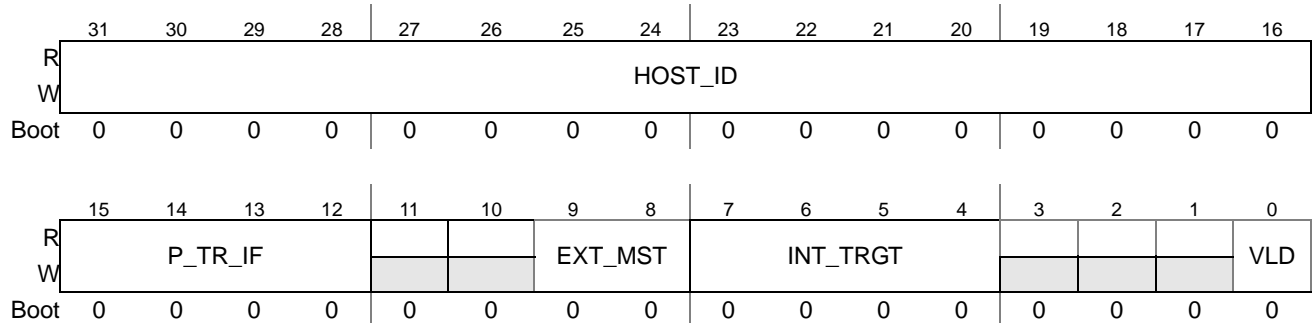 31 30 29 28 27 26 25 24 23 22 21 20 19 18 17 16
R
HOST_ID
W
Boot 0 0 0 0 0 0 0 0 0 0 0 0 0 0 0 0
15 14 13 12 11 10 9 8 7 6 5 4 3 2 1 0
R
P_TR_IF EXT_MST INT_TRGT VLD
W
Boot 0 0 0 0 0 0 0 0 0 0 0 0 0 0 0 0